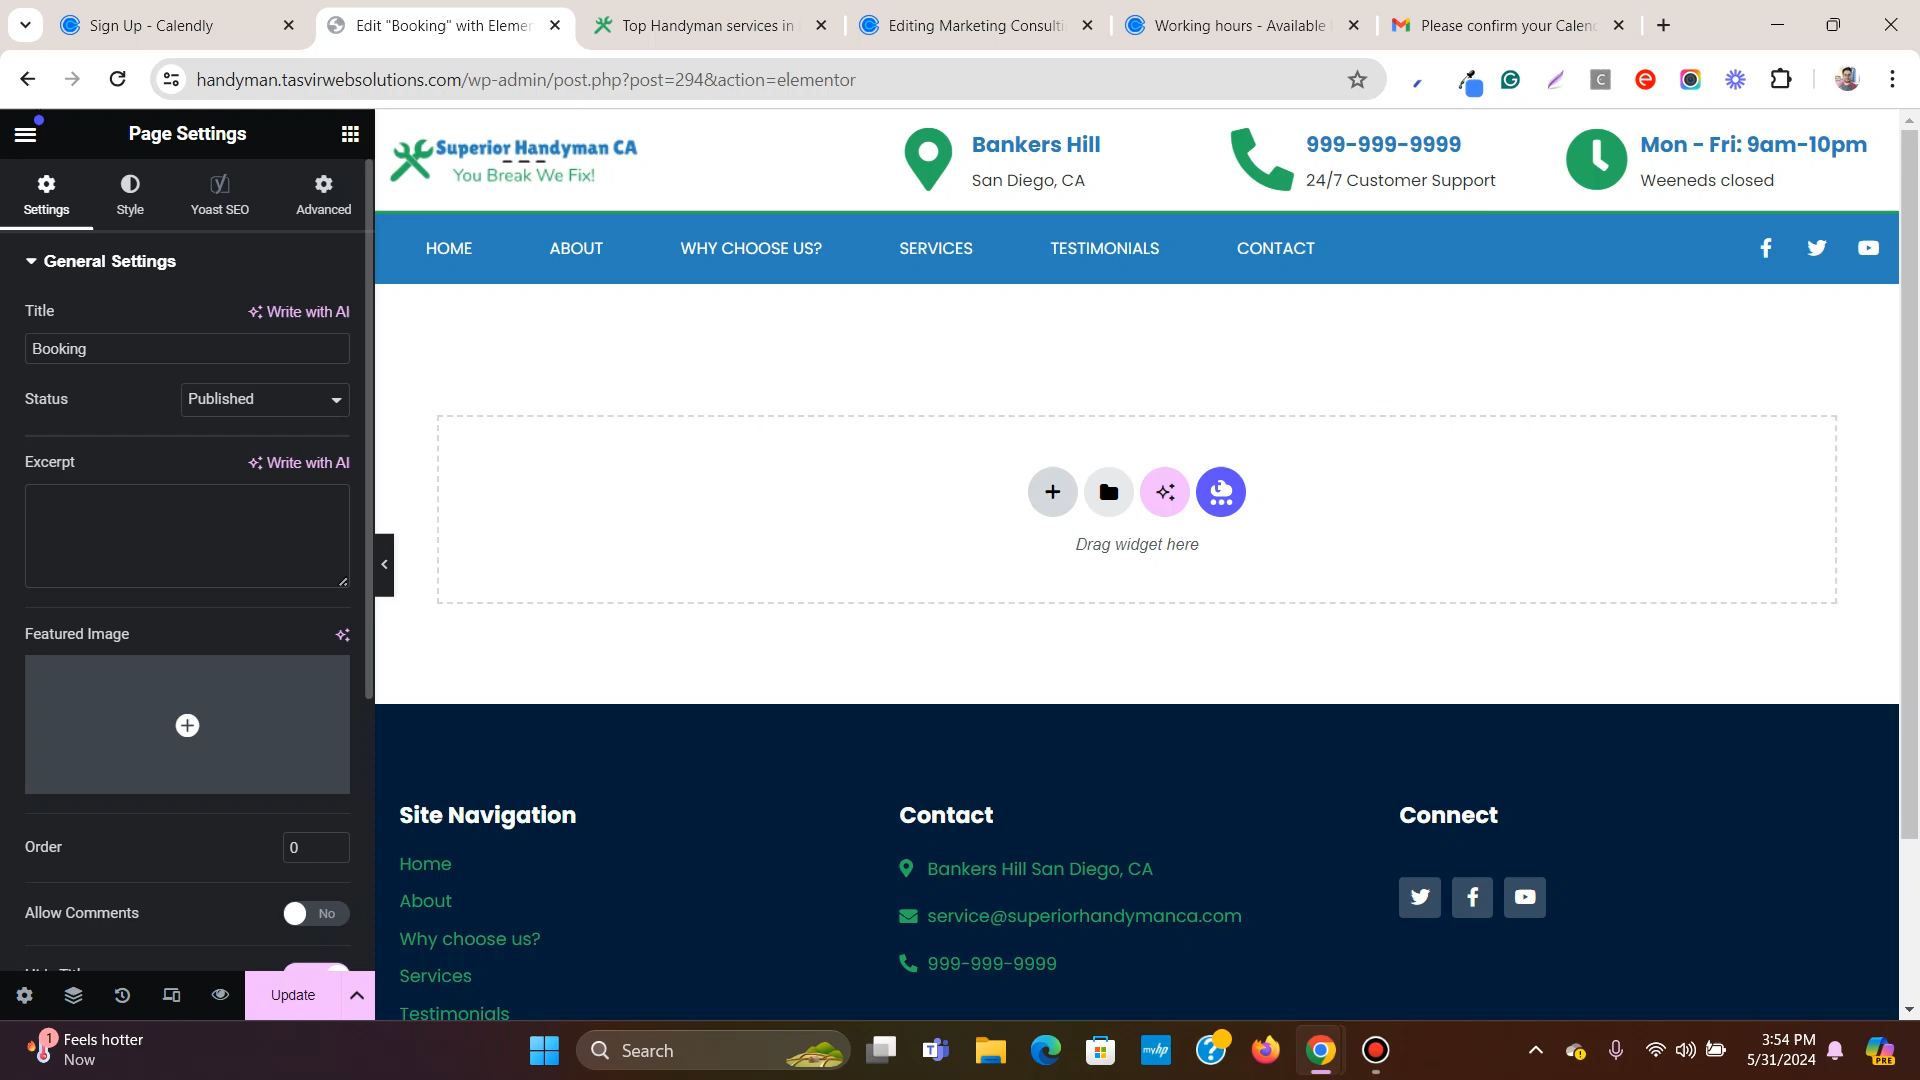 Sign Up - Calendly
Edit "Booking" with Elemen
Top Handyman services in
Editing Marketing Consulti
Working hours - Available
Please confirm your Calen
handyman.tasvirwebsolutions.com/wp-admin/post.php?post=294&action=elementor
Page Settings
Settings
Style
Yoast SEO
Advanced
General Settings
Title
Write with AI
Booking
Status
Published
Excerpt
Write with AI
Featured Image
Order
0
Allow Comments
No
Update
Superior Handyman CA
You Break We Fix!
Bankers Hill
San Diego, CA
999-999-9999
24/7 Customer Support
Mon - Fri: 9am-10pm
Weeneds closed
HOME
ABOUT
WHY CHOOSE US?
SERVICES
TESTIMONIALS
CONTACT
Drag widget here
Site Navigation
Home
About
Why choose us?
Services
Testimonials
Contact
Bankers Hill San Diego, CA
service@superiorhandymanca.com
999-999-9999
Connect
1
Feels hotter
Now
Search
myhp
3:54 PM
5/31/2024
PRE